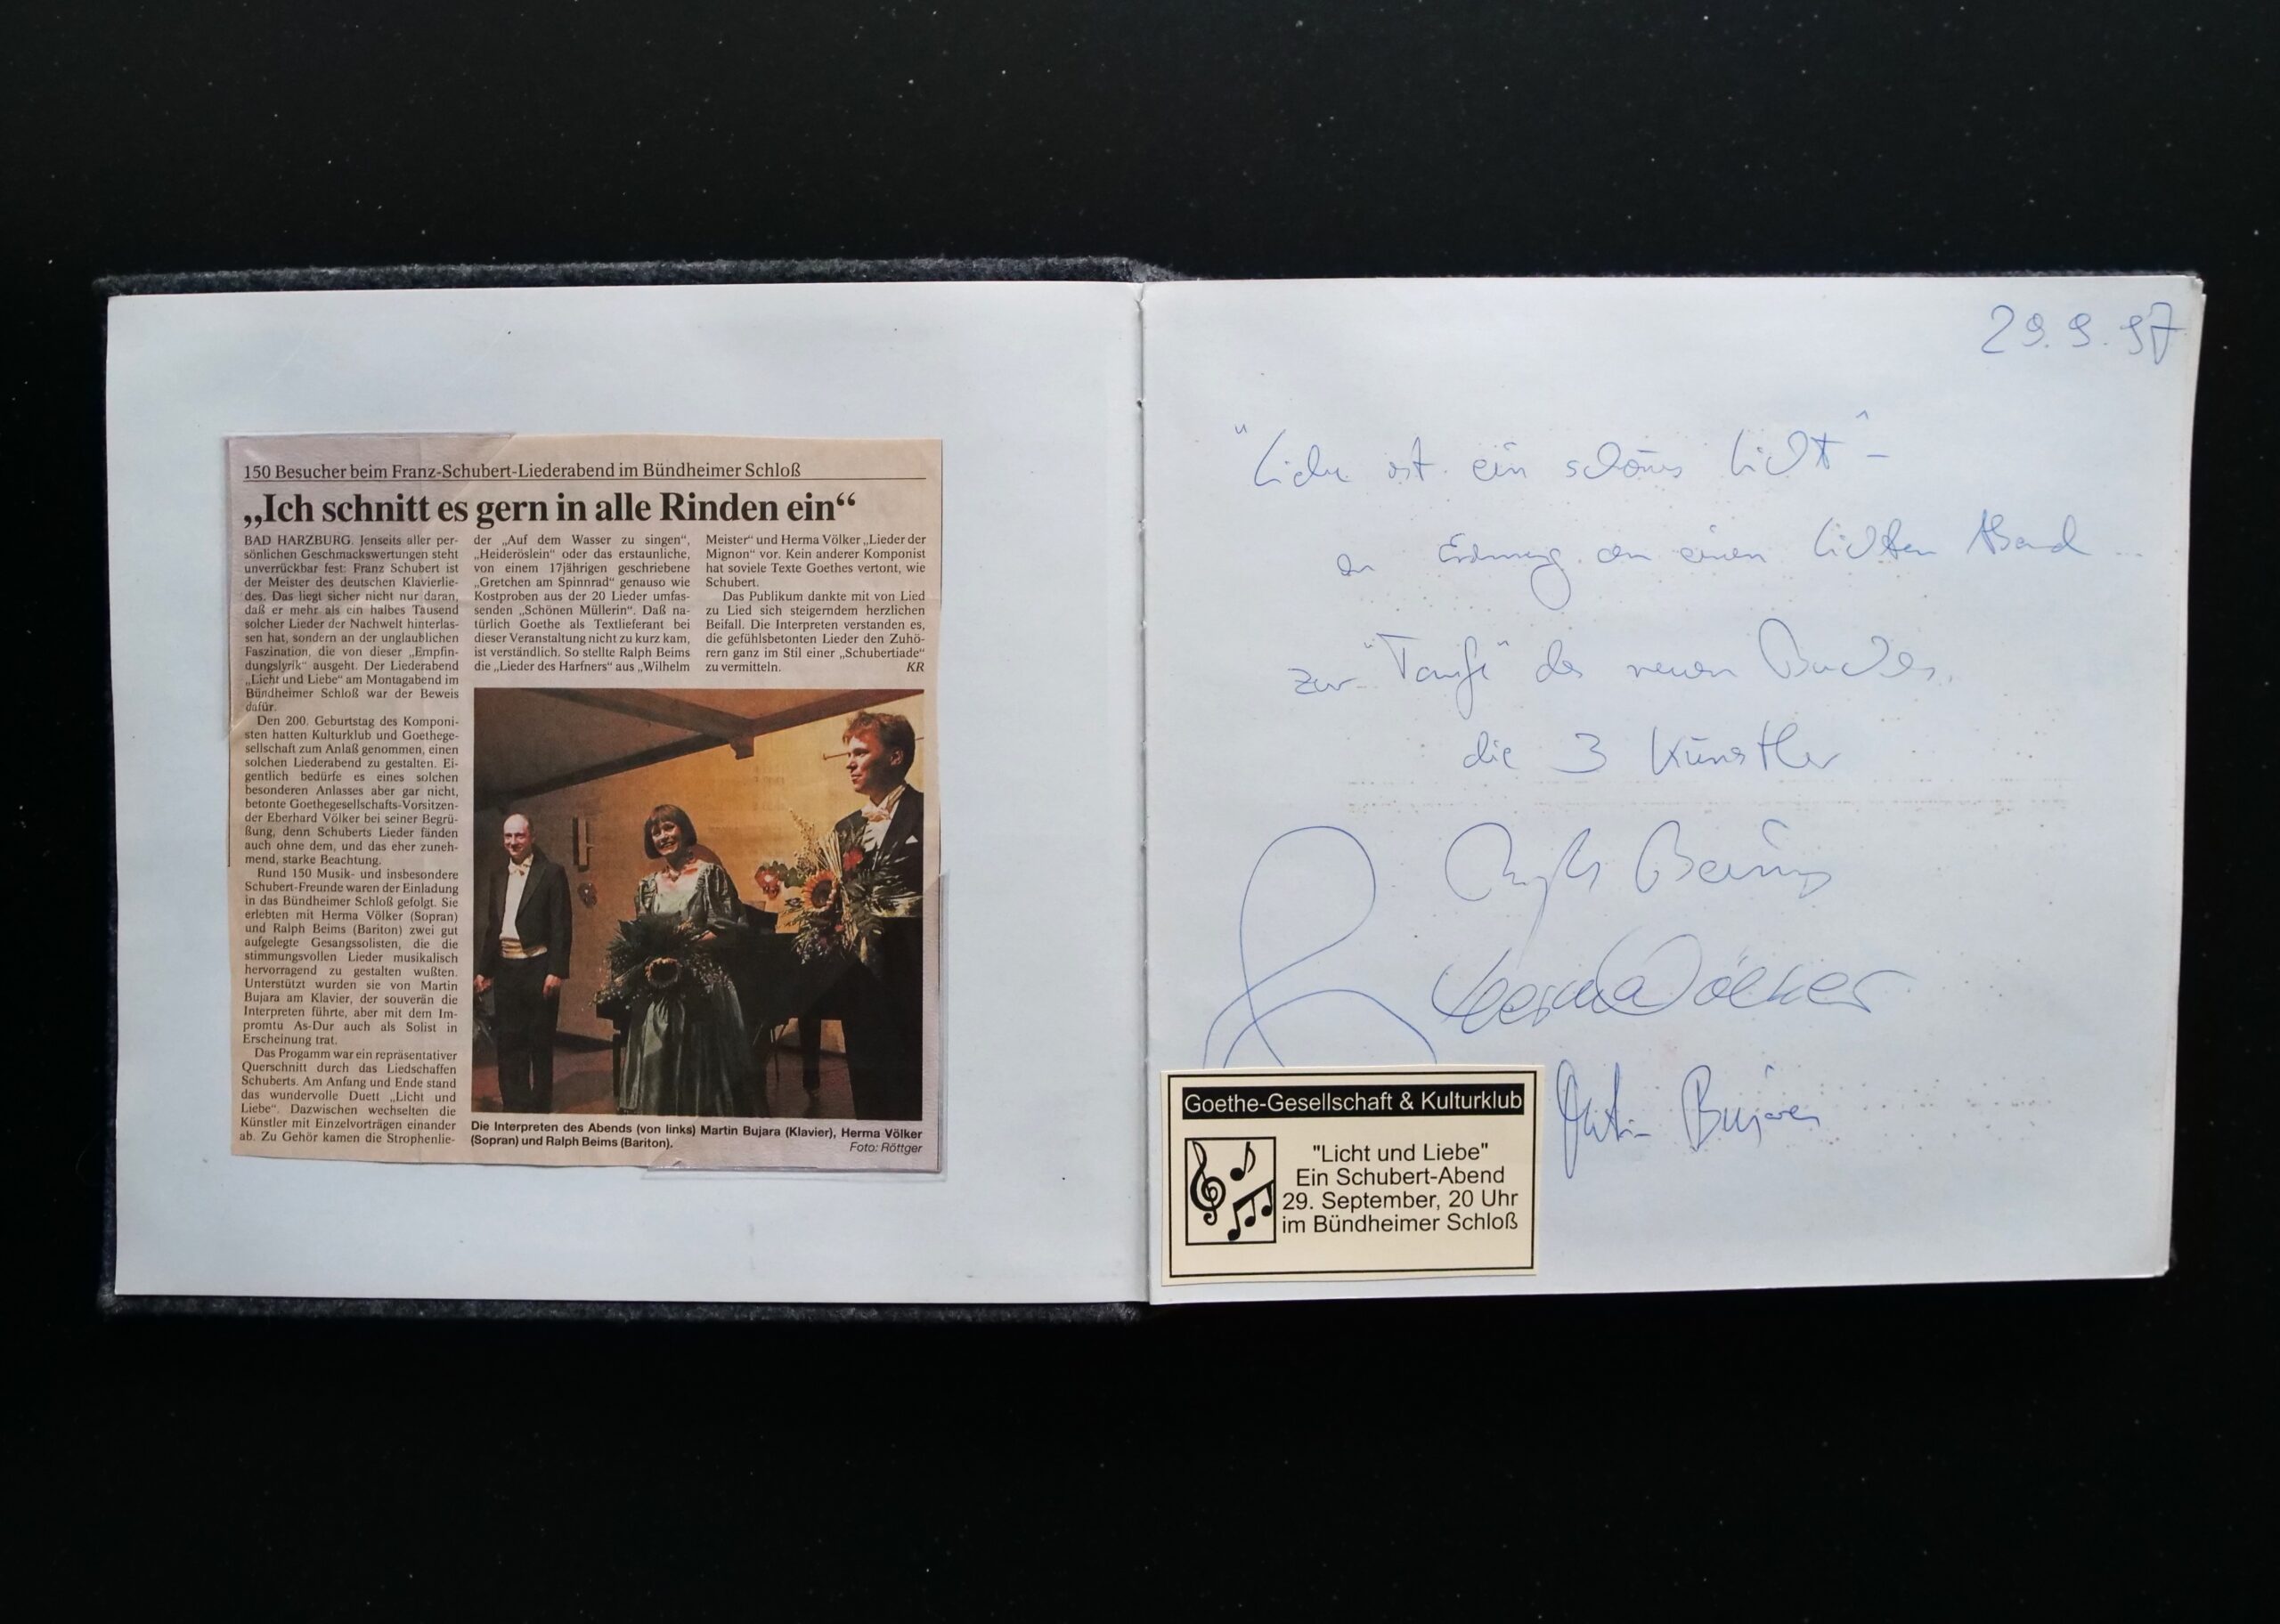 150 Besucher beim Franz-Schubert-Liederabend im Bündheimer Schloß
„Ich schnitt es gern in alle Rinden ein“
BAD HARZBURG. Jenseits aller per-
sönlichen Geschmackswertungen steht
unverrückbar fest: Franz Schubert ist
der Meister des deutschen Klavierlie-
des. Das liegt sicher nicht nur daran,
daß er mehr als ein halbes Tausend
solcher Lieder der Nachwelt hinterlas-
sen hat, sondern an der unglaublichen
Faszination, die von dieser „Empfin-
dungslyrik“ ausgeht. Der Liederabend
„Licht und Liebe“ am Montagabend im
Bündheimer Schloß war der Beweis
dafür.
Den 200. Geburtstag des Komponi-
sten hatten Kulturklub und Goethege-
sellschaft zum Anlaß genommen, einen
solchen Liederabend zu gestalten. Ei-
gentlich bedürfe es eines solchen
besonderen Anlasses aber gar nicht,
betonte Goethegesellschafts-Vorsitzen-
der Eberhard Völker bei seiner Begrü-
ßung, denn Schuberts Lieder fänden
auch ohne dem, und das eher zuneh-
mend, starke Beachtung.
Rund 150 Musik- und insbesondere
Schubert-Freunde waren der Einladung
in das Bündheimer Schloß gefolgt. Sie
erlebten mit Herma Völker (Sopran)
und Ralph Beims (Bariton) zwei gut
aufgelegte Gesangssolisten, die die
stimmungsvollen Lieder musikalisch
hervorragend zu gestalten wußten.
Unterstützt wurden sie von Martin
Bujara am Klavier, der souverän die
Interpreten führte, aber mit dem Im-
promtu As-Dur auch als Solist in
Erscheinung trat.
Das Progamm war ein repräsentativer
Querschnitt durch das Liedschaffen
Schuberts. Am Anfang und Ende stand
das wundervolle Duett „Licht und
Liebe“. Dazwischen wechselten die
Künstler mit Einzelvorträgen einander
ab. Zu Gehör kamen die Strophenlie-
der „Auf dem Wasser zu singen“,
„Heideröslein“ oder das erstaunliche,
von einem 17jährigen geschriebene
„Gretchen am Spinnrad“ genauso wie
Kostproben aus der 20 Lieder umfas-
senden „Schönen Müllerin“. Daß na-
türlich Goethe als Textlieferant bei
dieser Veranstaltung nicht zu kurz kam,
ist verständlich. So stellte Ralph Beims
die „Lieder des Harfners“ aus „Wilhelm
Meister“ und Herma Völker „Lieder der
Mignon“ vor. Kein anderer Komponist
hat soviele Texte Goethes vertont, wie
Schubert.
Das Publikum dankte mit von Lied
zu Lied sich steigerndem herzlichen
Beifall. Die Interpreten verstanden es,
die gefühlsbetonten Lieder den Zuhö-
rern ganz im Stil einer „Schubertiade“
zu vermitteln. KR
Die Interpreten des Abends (von links) Martin Bujara (Klavier), Herma Völker
(Sopran) und Ralph Beims (Bariton).
Foto: Röttger
29.9.97
"Liebe ist ein schönes Licht" -
Erinnerung an einen lichten Abend ...
zur "Taufe" des neuen Buches.
die 3 Künstler
Ralph Beims
Herma Völker
Martin Bujara
Goethe-Gesellschaft & Kulturklub
"Licht und Liebe"
Ein Schubert-Abend
29. September, 20 Uhr
im Bündheimer Schloß